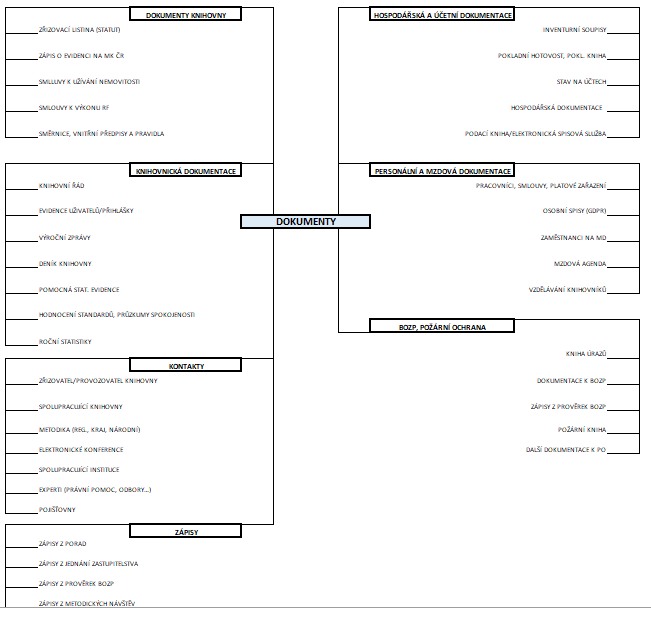 DOKUMENTY
DOKUMENTY KNIHOVNY
ZŘIZOVACÍ LISTINA (STATUT)
ZÁPIS O EVIDENCI NA MK ČR
SMLLUVY K UŽÍVÁNÍ NEMOVITOSTI
SMLOUVY K VÝKONU RF
SMĚRNICE, VNITŘNÍ PŘEDPISY A PRAVIDLA
KNIHOVNICKÁ DOKUMENTACE
KNIHOVNÍ ŘÁD
EVIDENCE UŽIVATELŮ/PŘIHLÁŠKY
VÝROČNÍ ZPRÁVY
DENÍK KNIHOVNY
POMOCNÁ STAT. EVIDENCE
HODNOCENÍ STANDARDŮ, PRŮZKUMY SPOKOJENOSTI
ROČNÍ STATISTIKY
KONTAKTY
ZŘIZOVATEL/PROVOZOVATEL KNIHOVNY
SPOLUPRACUJÍCÍ KNIHOVNY
METODIKA (REG., KRAJ, NÁRODNÍ)
ELEKTRONICKÉ KONFERENCE
SPOLUPRACUJÍCÍ INSTITUCE
EXPERTI (PRÁVNÍ POMOC, ODBORY...)
POJIŠŤOVNY
ZÁPISY
ZÁPISY Z PORAD
ZÁPISY Z JEDNÁNÍ ZASTUPITELSTVA
ZÁPISY Z PROVĚREK BOZP
ZÁPISY Z METODICKÝCH NÁVŠTĚV
HOSPODÁŘSKÁ A ÚČETNÍ DOKUMENTACE
INVENTURNÍ SOUPISY
POKLADNÍ HOTOVOST, POKL. KNIHA
STAV NA ÚČTECH
HOSPODÁŘSKÁ DOKUMENTACE
PODACÍ KNIHA/ELEKTRONICKÁ SPISOVÁ SLUŽBA
PERSONÁLNÍ A MZDOVÁ DOKUMENTACE
PRACOVNÍCI, SMLOUVY, PLATOVÉ ZAŘAZENÍ
OSOBNÍ SPISY (GDPR)
ZAMĚSTNANCI NA MD
MZDOVÁ AGENDA
VZDĚLÁVÁNÍ KNIHOVNÍKŮ
BOZP, POŽÁRNÍ OCHRANA
KNIHA ÚRAZŮ
DOKUMENTACE K BOZP
ZÁPISY Z PROVĚREK BOZP
POŽÁRNÍ KNIHA
DALŠÍ DOKUMENTACE K PO